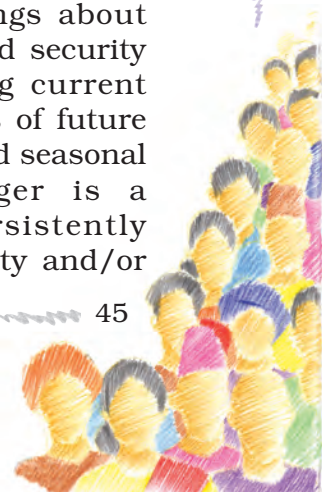 ngs about
d security
g current
of future
d seasonal
ger is a
rsistently
ty and/or
45